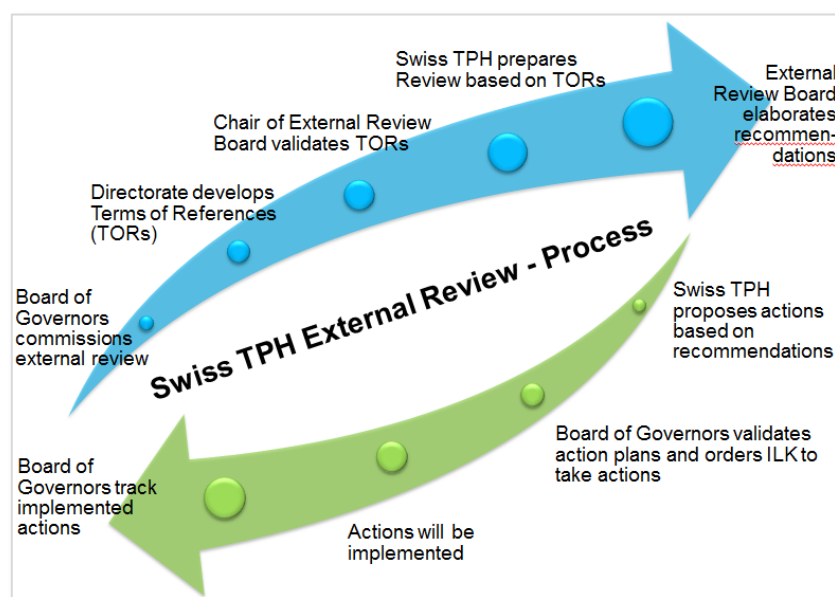 Swiss TPH prepares
Review based on TORs
External
Review Board
elaborates
recommen-
dations
Chair of External Review
Board validates TORs
Directorate develops
Terms of References
(TORs)
Board of
Governors
commissions
external review
Swiss TPH External Review - Process
Swiss TPH
proposes actions
based on
recommendations
Board of Governors validates
action plans and orders ILK to
take actions
Actions will be
implemented
Board of
Governors track
implemented
actions